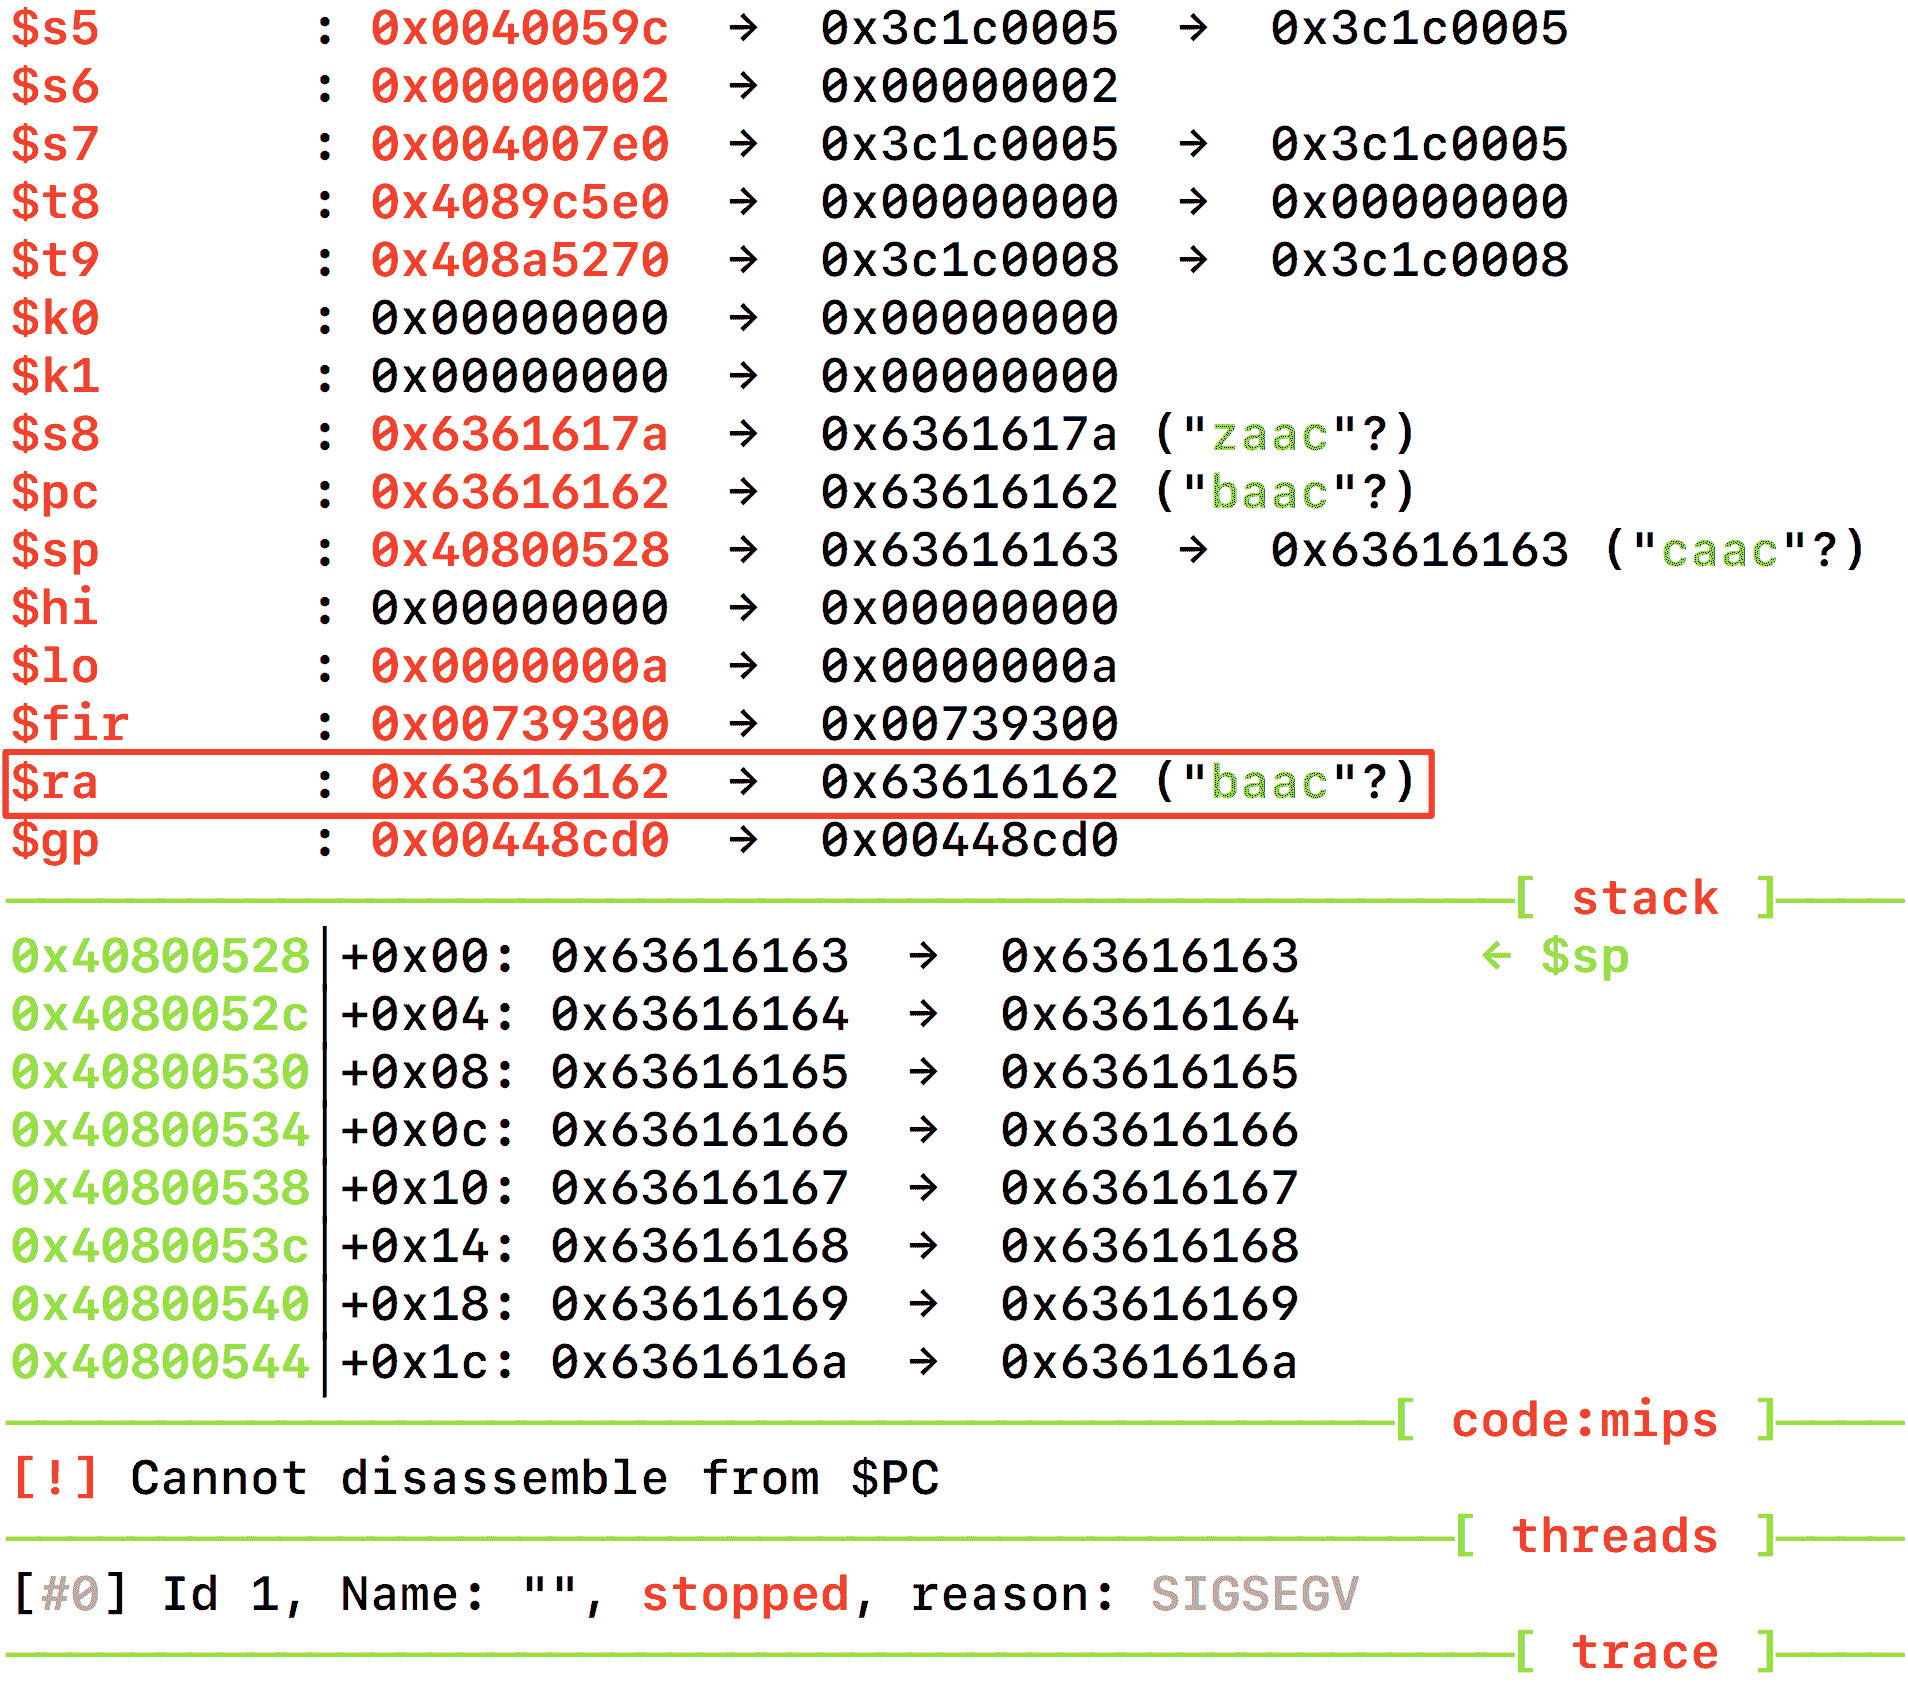 $s5 : 0x0040059c → 0x3c1c0005 → 0x3c1c0005
$s6 : 0x00000002 → 0x00000002
$s7 : 0x004007e0 → 0x3c1c0005 → 0x3c1c0005
$t8 : 0x4089c5e0 → 0x00000000 → 0x00000000
$t9 : 0x408a5270 → 0x3c1c0008 → 0x3c1c0008
$k0 : 0x00000000 → 0x00000000
$k1 : 0x00000000 → 0x00000000
$s8 : 0x6361617a → 0x6361617a ("zaac"?)
$pc : 0x63616162 → 0x63616162 ("baac"?)
$sp : 0x40800528 → 0x63616163 → 0x63616163 ("caac"?)
$hi : 0x00000000 → 0x00000000
$lo : 0x0000000a → 0x0000000a
$fir : 0x00739300 → 0x00739300
$ra : 0x63616162 → 0x63616162 ("baac"?)
$gp : 0x00448cd0 → 0x00448cd0
[ stack ]
0x40800528│+0x00: 0x63616163 → 0x63616163 ← $sp
0x4080052c│+0x04: 0x63616164 → 0x63616164
0x40800530│+0x08: 0x63616165 → 0x63616165
0x40800534│+0x0c: 0x63616166 → 0x63616166
0x40800538│+0x10: 0x63616167 → 0x63616167
0x4080053c│+0x14: 0x63616168 → 0x63616168
0x40800540│+0x18: 0x63616169 → 0x63616169
0x40800544│+0x1c: 0x6361616a → 0x6361616a
[ code:mips ]
[!] Cannot disassemble from $PC
[ threads ]
[#0] Id 1, Name: "", stopped, reason: SIGSEGV
[ trace ]